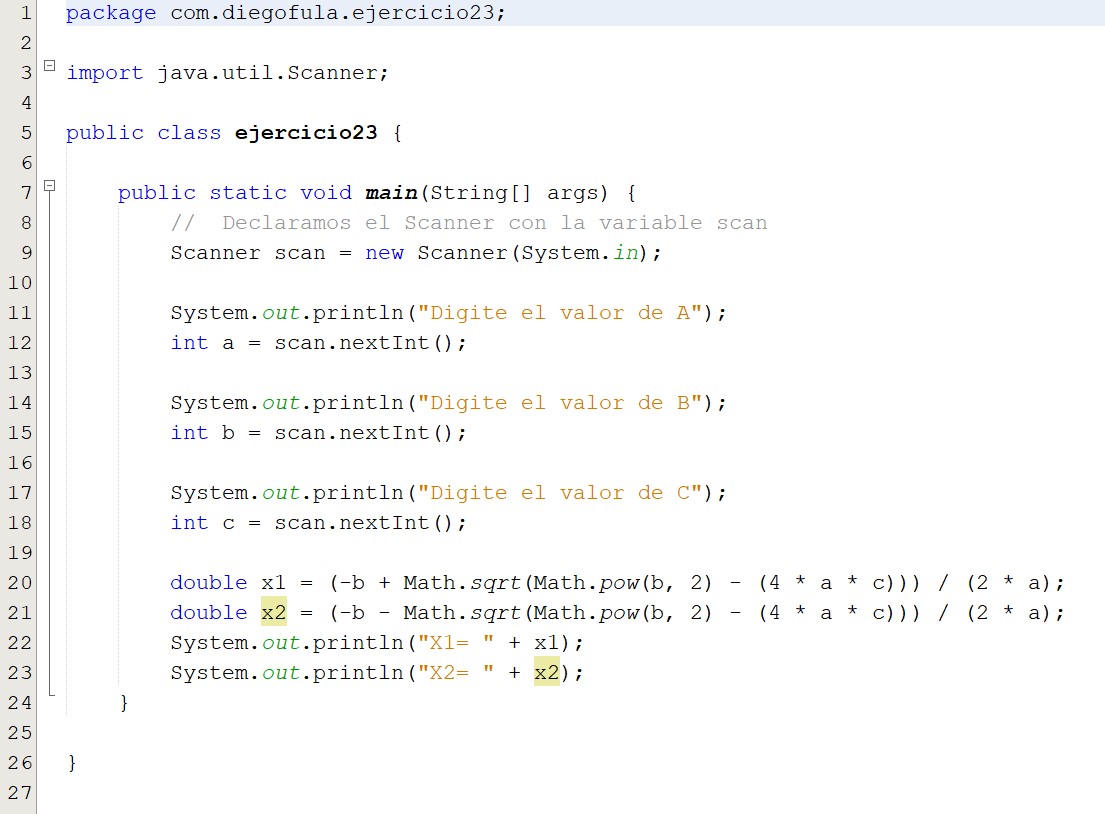 1 package com.diegofula.ejercicio23;
2
3 import java.util.Scanner;
4
5 public class ejercicio23 {
6
7     public static void main(String[] args) {
8         //  Declaramos el Scanner con la variable scan
9         Scanner scan = new Scanner(System.in);
10
11         System.out.println("Digite el valor de A");
12         int a = scan.nextInt();
13
14         System.out.println("Digite el valor de B");
15         int b = scan.nextInt();
16
17         System.out.println("Digite el valor de C");
18         int c = scan.nextInt();
19
20         double x1 = (-b + Math.sqrt(Math.pow(b, 2) - (4 * a * c))) / (2 * a);
21         double x2 = (-b - Math.sqrt(Math.pow(b, 2) - (4 * a * c))) / (2 * a);
22         System.out.println("X1= " + x1);
23         System.out.println("X2= " + x2);
24     }
25
26 }
27